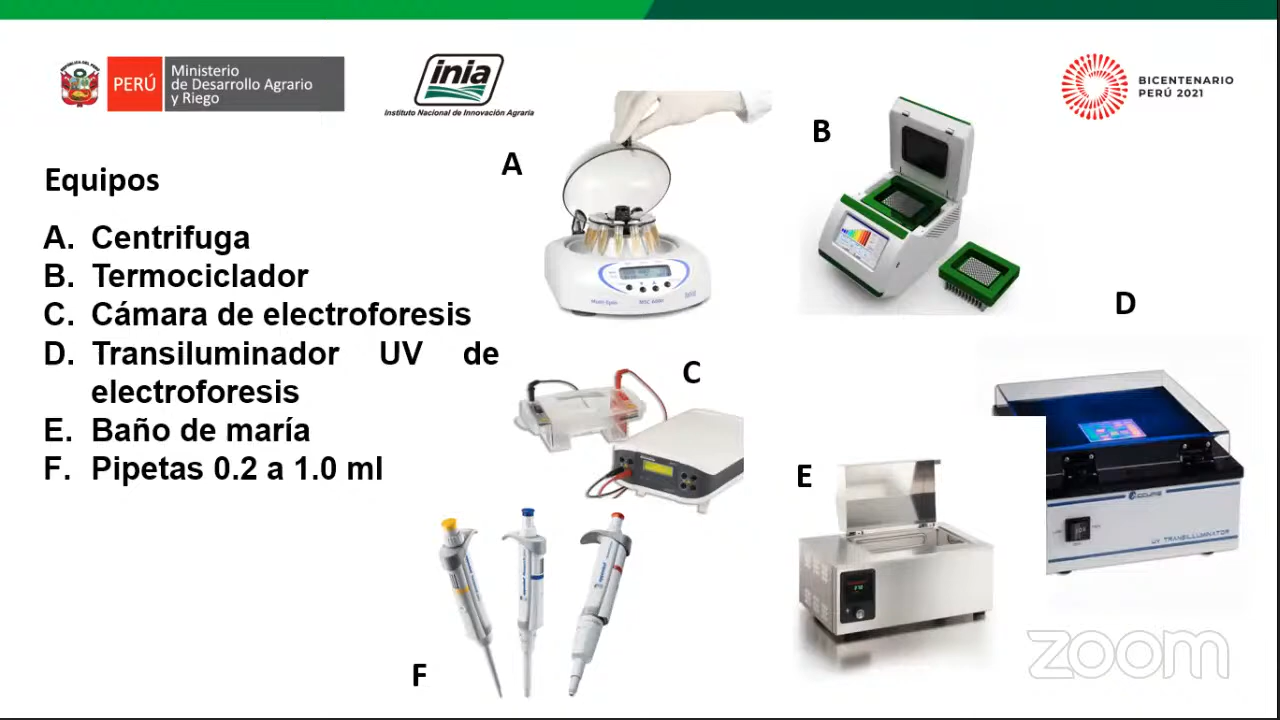 PERÚ
Ministerio
de Desarrollo Agrario
y Riego
inia
Instituto Nacional de Innovación Agraria
BICENTENARIO
PERÚ 2021
Equipos
A. Centrifuga
B. Termociclador
C. Cámara de electroforesis
D. Transiluminador UV de
electroforesis
E. Baño de maría
F. Pipetas 0.2 a 1.0 ml
A
B
C
D
E
F
UV TRANSILLUMINATOR
zoom